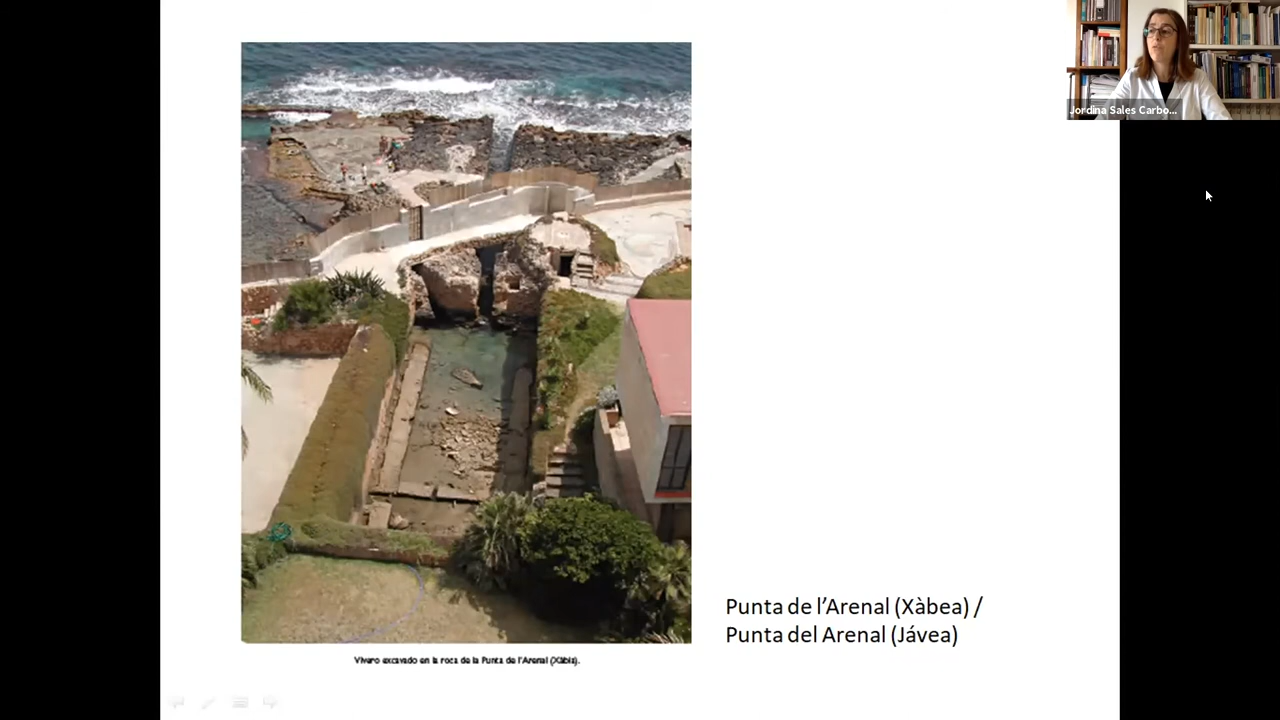 Jordina Sales Carbo...
Punta de l’Arenal (Xàbea) /
Punta del Arenal (Jávea)
Vivero excavado en la roca de la Punta de l'Arenal (Xàbia).